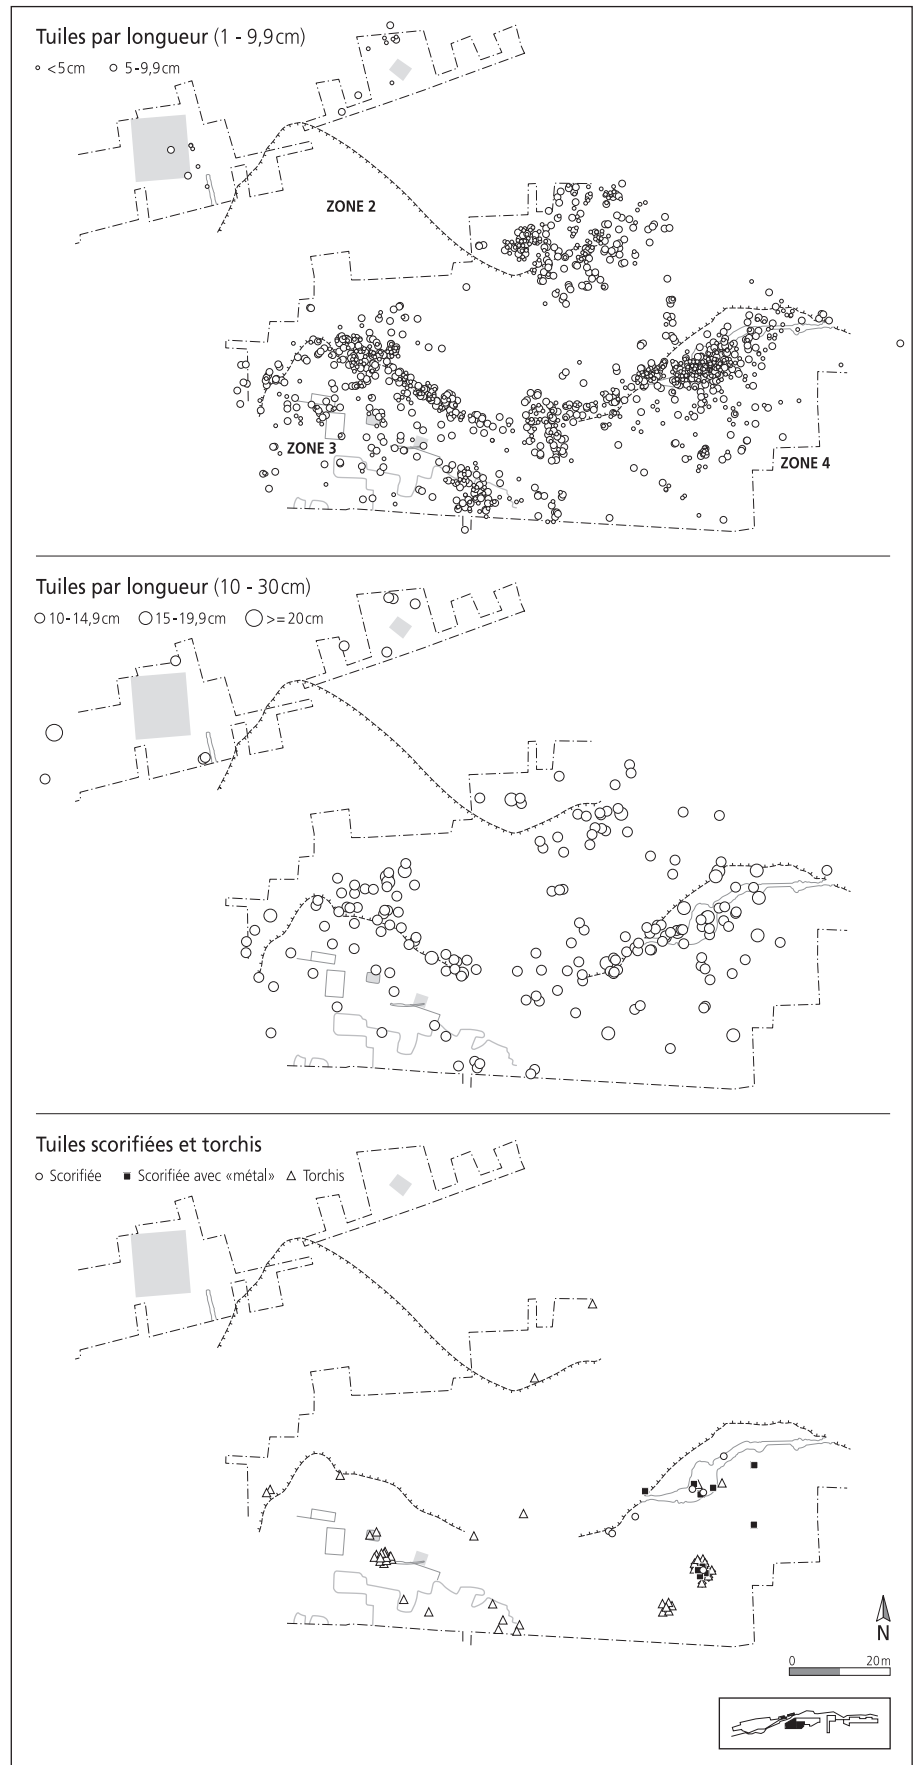 Tuiles par longueur (1 - 9,9cm)
<5cm 5-9,9cm
ZONE 2
ZONE 3
ZONE 4
Tuiles par longueur (10 - 30cm)
10-14,9cm 15-19,9cm >=20cm
Tuiles scorifiées et torchis
Scorifiée Scorifiée avec «métal» Torchis
N
0 20m